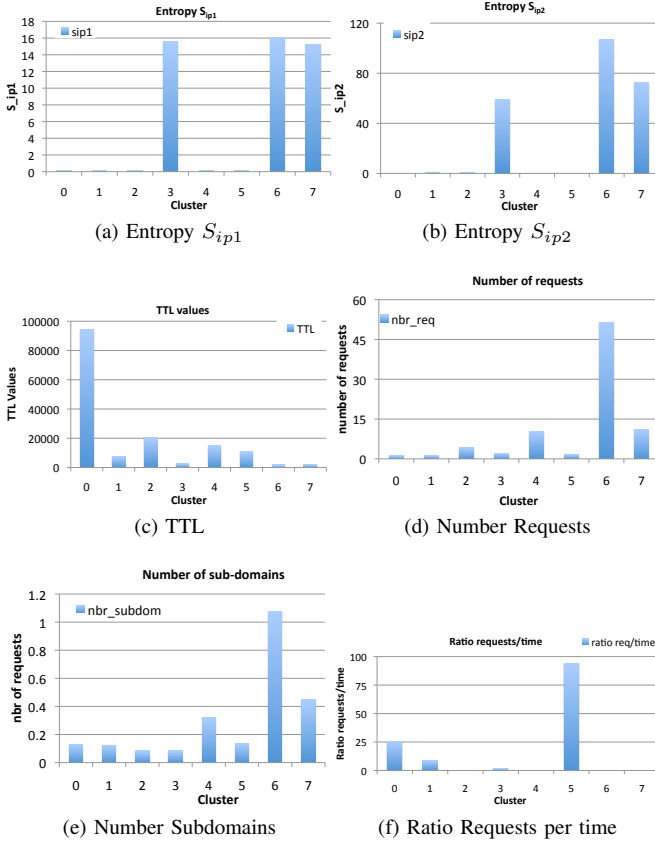 Entropy S_ip1
sip1
S_ip1
18
16
14
12
10
8
6
4
2
0
0 1 2 3 4 5 6 7
Cluster
(a) Entropy S_ip1
Entropy S_ip2
sip2
S_ip2
120
80
40
0
0 1 2 3 4 5 6 7
Cluster
(b) Entropy S_ip2
TTL values
TTL
TTL Values
100000
80000
60000
40000
20000
0
0 1 2 3 4 5 6 7
Cluster
(c) TTL
Number of requests
nbr_req
number of requests
60
45
30
15
0
0 1 2 3 4 5 6 7
Cluster
(d) Number Requests
Number of sub-domains
nbr_subdom
nbr of requests
1.2
1
0.8
0.6
0.4
0.2
0
0 1 2 3 4 5 6 7
Cluster
(e) Number Subdomains
Ratio requests/time
ratio req/time
Ratio requests/time
100
75
50
25
0
0 1 2 3 4 5 6 7
Cluster
(f) Ratio Requests per time